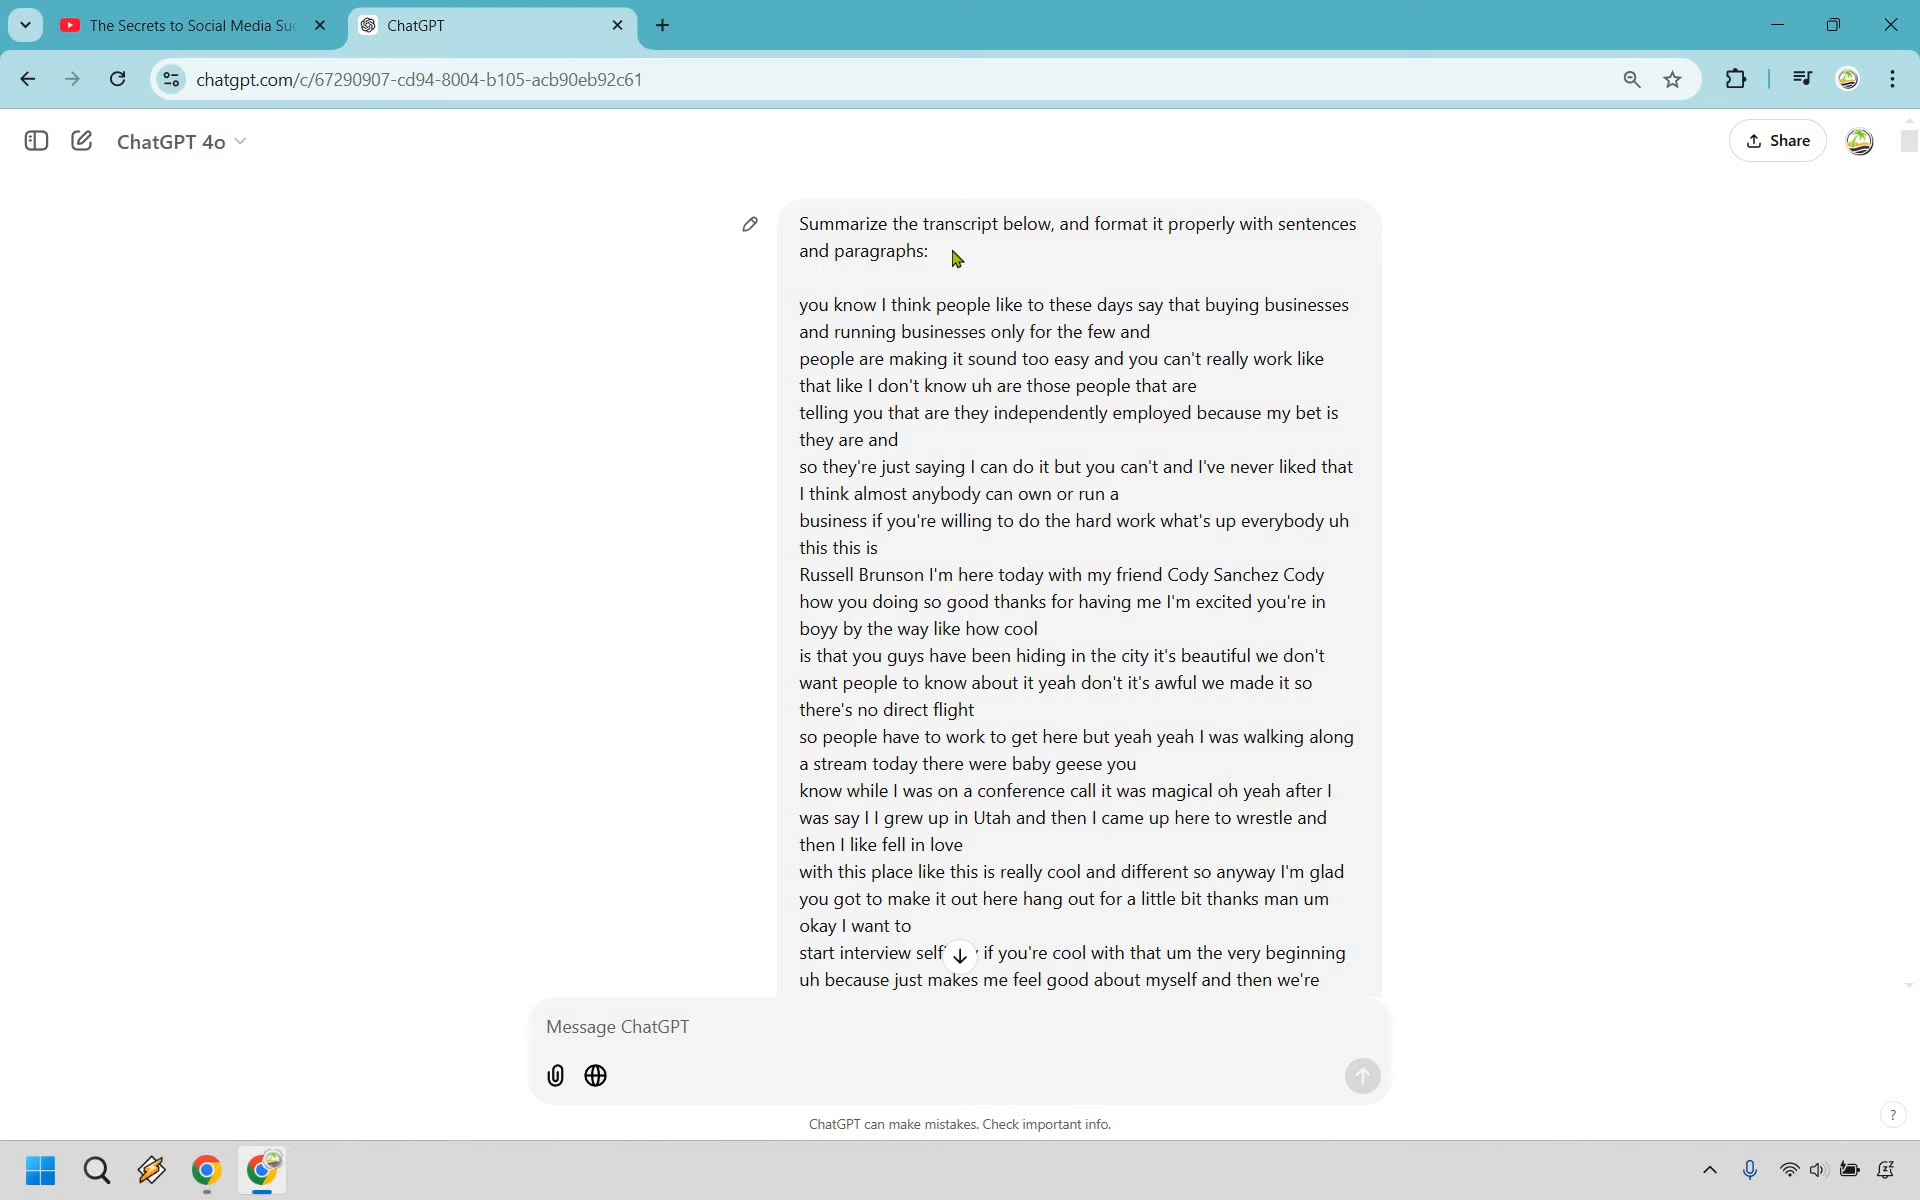 The Secrets to Social Media Suc
ChatGPT
chatgpt.com/c/67290907-cd94-8004-b105-acb90eb92c61
ChatGPT 4o
Share
Summarize the transcript below, and format it properly with sentences
and paragraphs:
you know I think people like to these days say that buying businesses
and running businesses only for the few and
people are making it sound too easy and you can't really work like
that like I don't know uh are those people that are
telling you that are they independently employed because my bet is
they are and
so they're just saying I can do it but you can't and I've never liked that
I think almost anybody can own or run a
business if you're willing to do the hard work what's up everybody uh
this this is
Russell Brunson I'm here today with my friend Cody Sanchez Cody
how you doing so good thanks for having me I'm excited you're in
boyy by the way like how cool
is that you guys have been hiding in the city it's beautiful we don't
want people to know about it yeah don't it's awful we made it so
there's no direct flight
so people have to work to get here but yeah yeah I was walking along
a stream today there were baby geese you
know while I was on a conference call it was magical oh yeah after I
was say I I grew up in Utah and then I came up here to wrestle and
then I like fell in love
with this place like this is really cool and different so anyway I'm glad
you got to make it out here hang out for a little bit thanks man um
okay I want to
start interview if you're cool with that um the very beginning
uh because just makes me feel good about myself and then we're
Message ChatGPT
ChatGPT can make mistakes. Check important info.
?